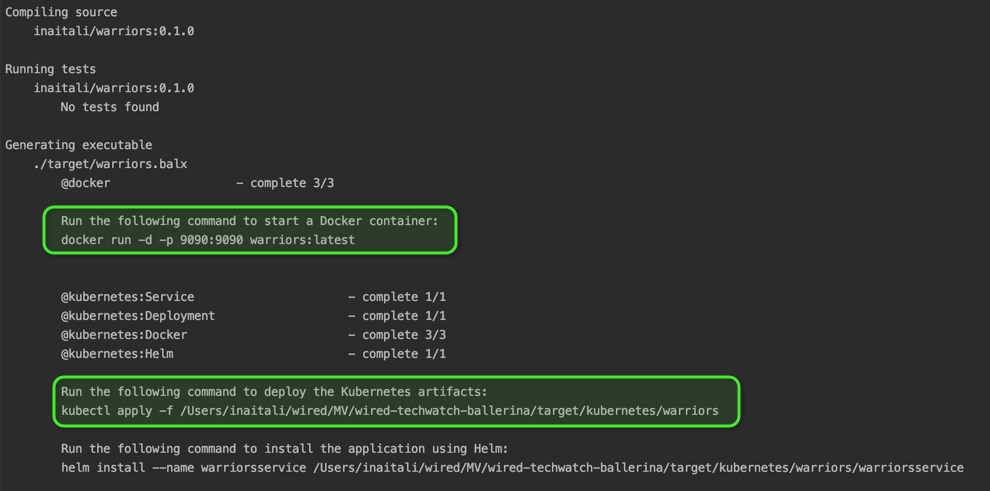 Compiling source
inaitali/warriors:0.1.0
Running tests
inaitali/warriors:0.1.0
No tests found
Generating executable
./target/warriors.balx
@docker - complete 3/3
Run the following command to start a Docker container:
docker run -d -p 9090:9090 warriors:latest
@kubernetes:Service - complete 1/1
@kubernetes:Deployment - complete 1/1
@kubernetes:Docker - complete 3/3
@kubernetes:Helm - complete 1/1
Run the following command to deploy the Kubernetes artifacts:
kubectl apply -f /Users/inaitali/wired/MV/wired-techwatch-ballerina/target/kubernetes/warriors
Run the following command to install the application using Helm:
helm install --name warriorsservice /Users/inaitali/wired/MV/wired-techwatch-ballerina/target/kubernetes/warriors/warriorsservice